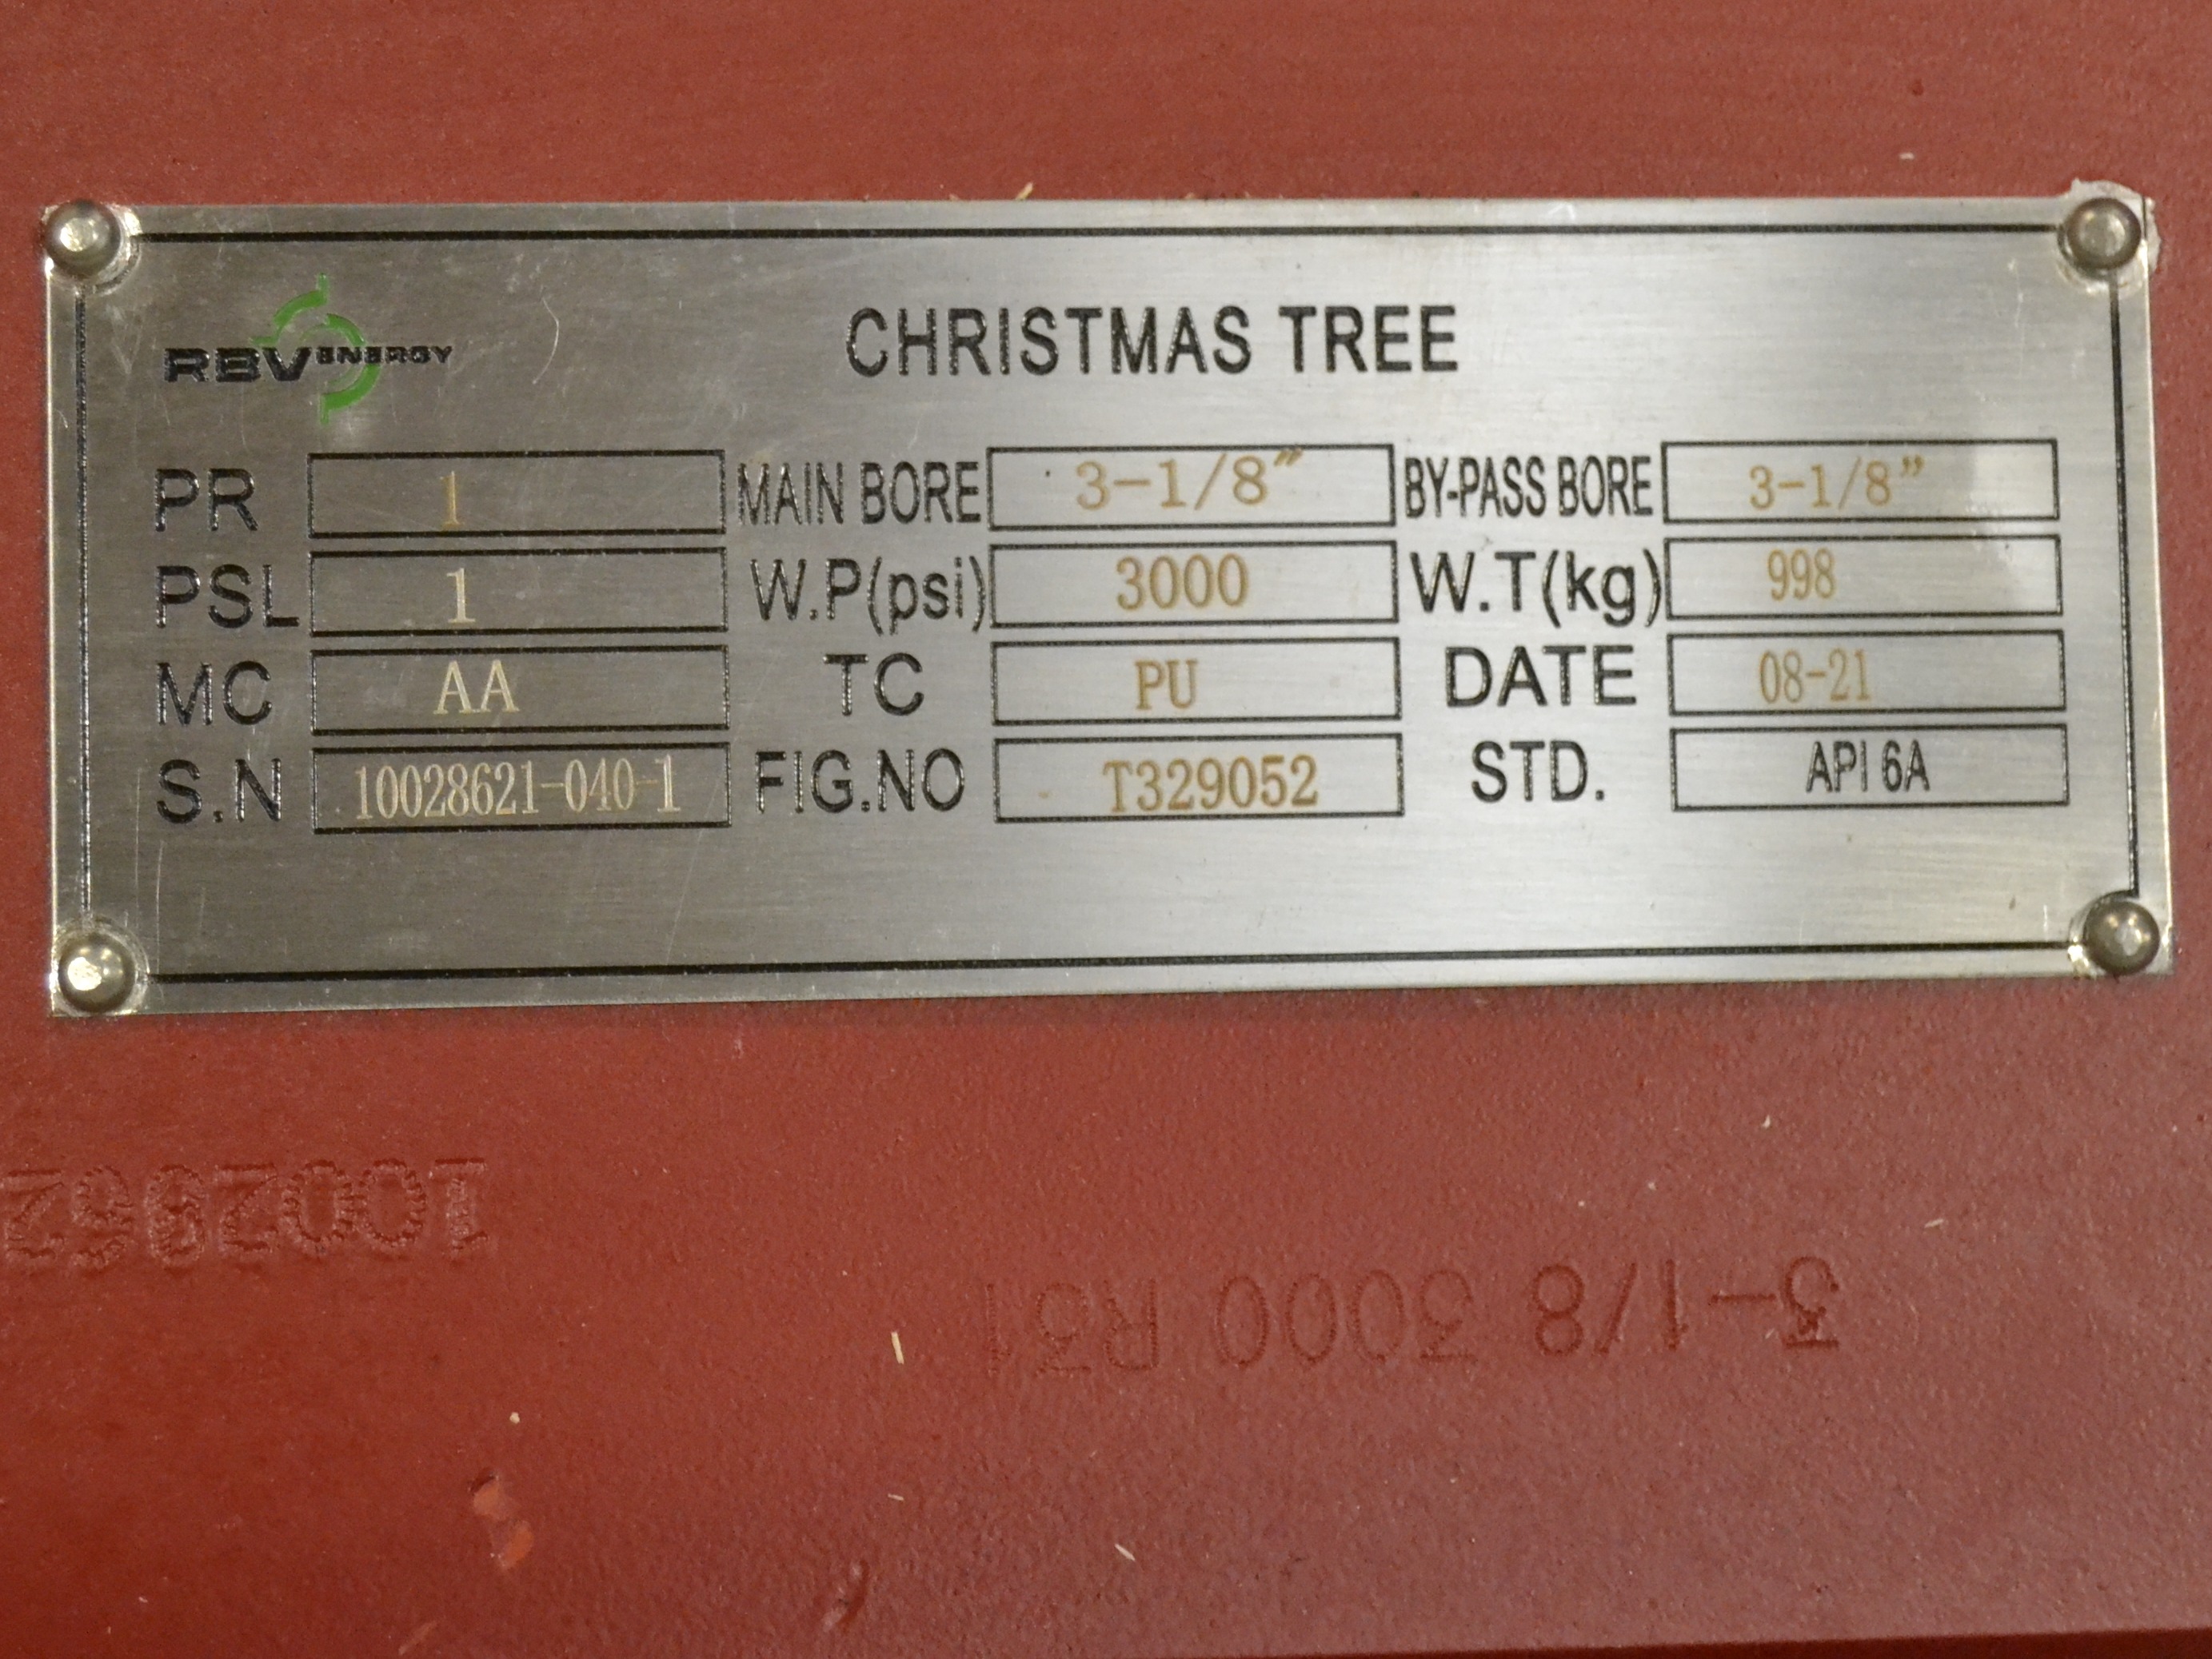 RBV ENERGY
CHRISTMAS TREE
PR 1 MAIN BORE 3-1/8" BY-PASS BORE 3-1/8"
PSL 1 W.P(psi) 3000 W.T(kg) 998
MC AA TC PU DATE 08-21
S.N 10028621-040-1 FIG.NO T329052 STD. API 6A
1002862
3-1/8 3000 R31